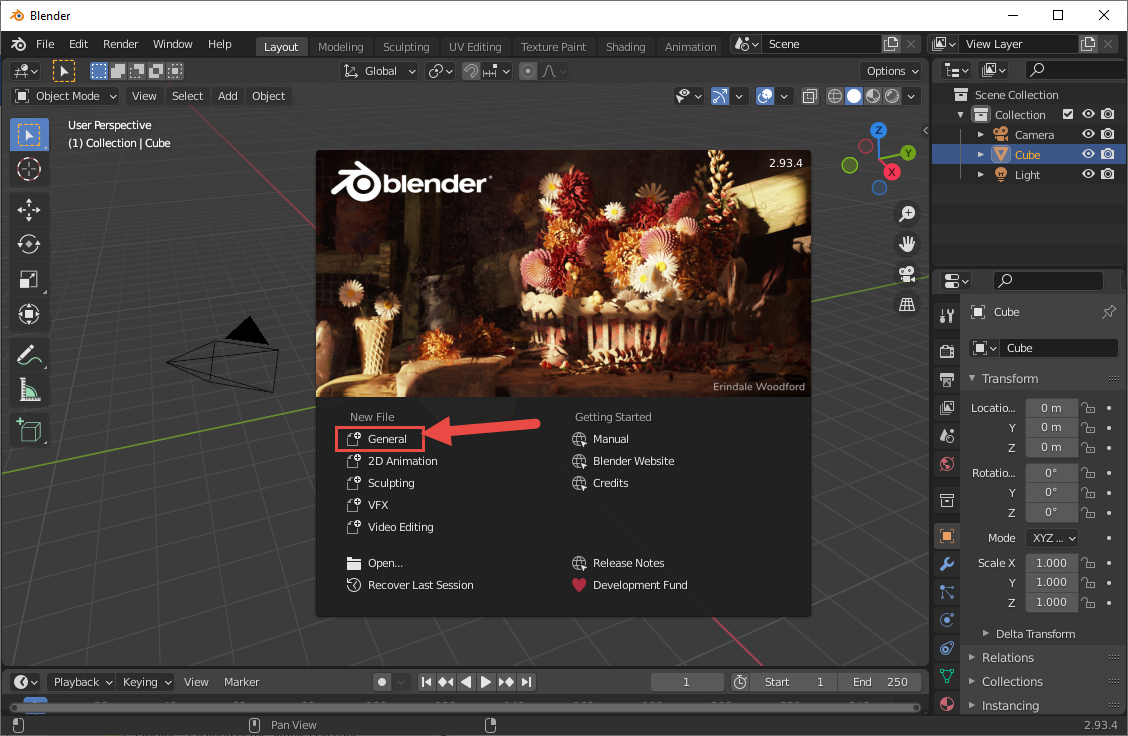 Blender
File Edit Render Window Help Layout Modeling Sculpting UV Editing Texture Paint Shading Animation Scene View Layer
Global Options
Object Mode View Select Add Object
User Perspective
(1) Collection | Cube
Z
Y
X
Scene Collection
Collection
Camera
Cube
Light
blender
2.93.4
Erindale Woodford
New File
General
2D Animation
Sculpting
VFX
Video Editing
Open...
Recover Last Session
Getting Started
Manual
Blender Website
Credits
Release Notes
Development Fund
Cube
Cube
Transform
Locatio... 0 m
Y 0 m
Z 0 m
Rotatio... 0°
Y 0°
Z 0°
Mode XYZ ...
Scale X 1.000
Y 1.000
Z 1.000
Delta Transform
Relations
Collections
Instancing
Playback Keying View Marker 1 Start 1 End 250
Pan View 2.93.4